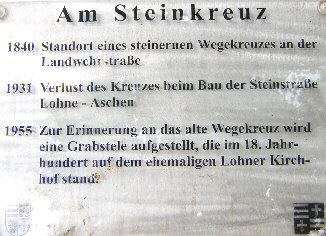 Am Steinkreuz
1840 Standort eines steinernen Wegekreuzes an der
Landwehr-traße
1931 Verlust des Kreuzes beim Bau der Steinstraße
Lohne - Aschen
1955 Zur Erinnerung an das alte Wegekreuz wird
eine Grabstele aufgestellt, die im 18. Jahr-
hundert auf dem ehemaligen Lohner Kirch-
hof stand.